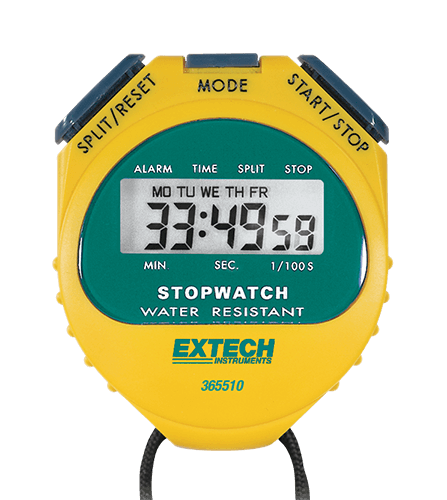 SPLIT/RESET
MODE
START/STOP
ALARM TIME SPLIT STOP
MO TU WE TH FR
33:49 59
MIN. SEC. 1/100 S
STOPWATCH
WATER RESISTANT
EXTECH
INSTRUMENTS
365510